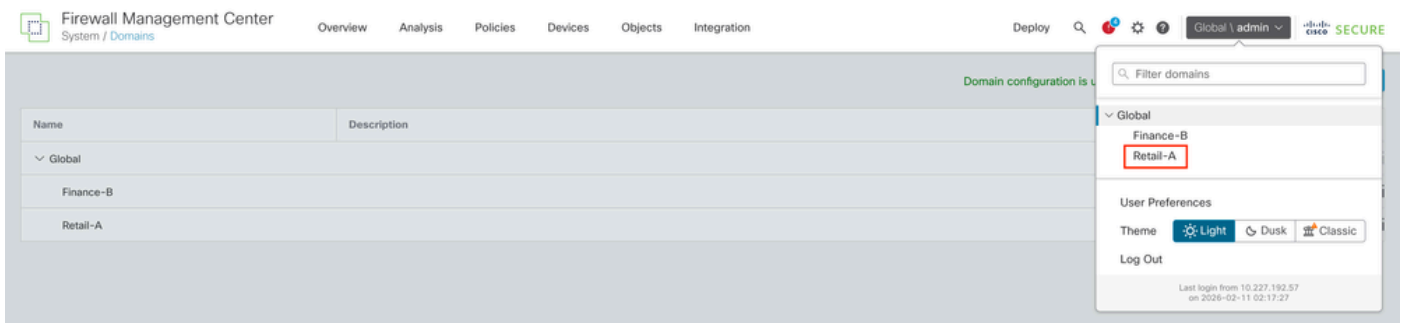 Firewall Management Center
System / Domains
Overview Analysis Policies Devices Objects Integration Deploy 4 Global \ admin cisco SECURE
Filter domains
Domain configuration is u
Name Description
Global
Finance-B
Retail-A
Global
Finance-B
Retail-A
User Preferences
Theme Light Dusk Classic
Log Out
Last login from 10.227.192.57
on 2026-02-11 02:17:27